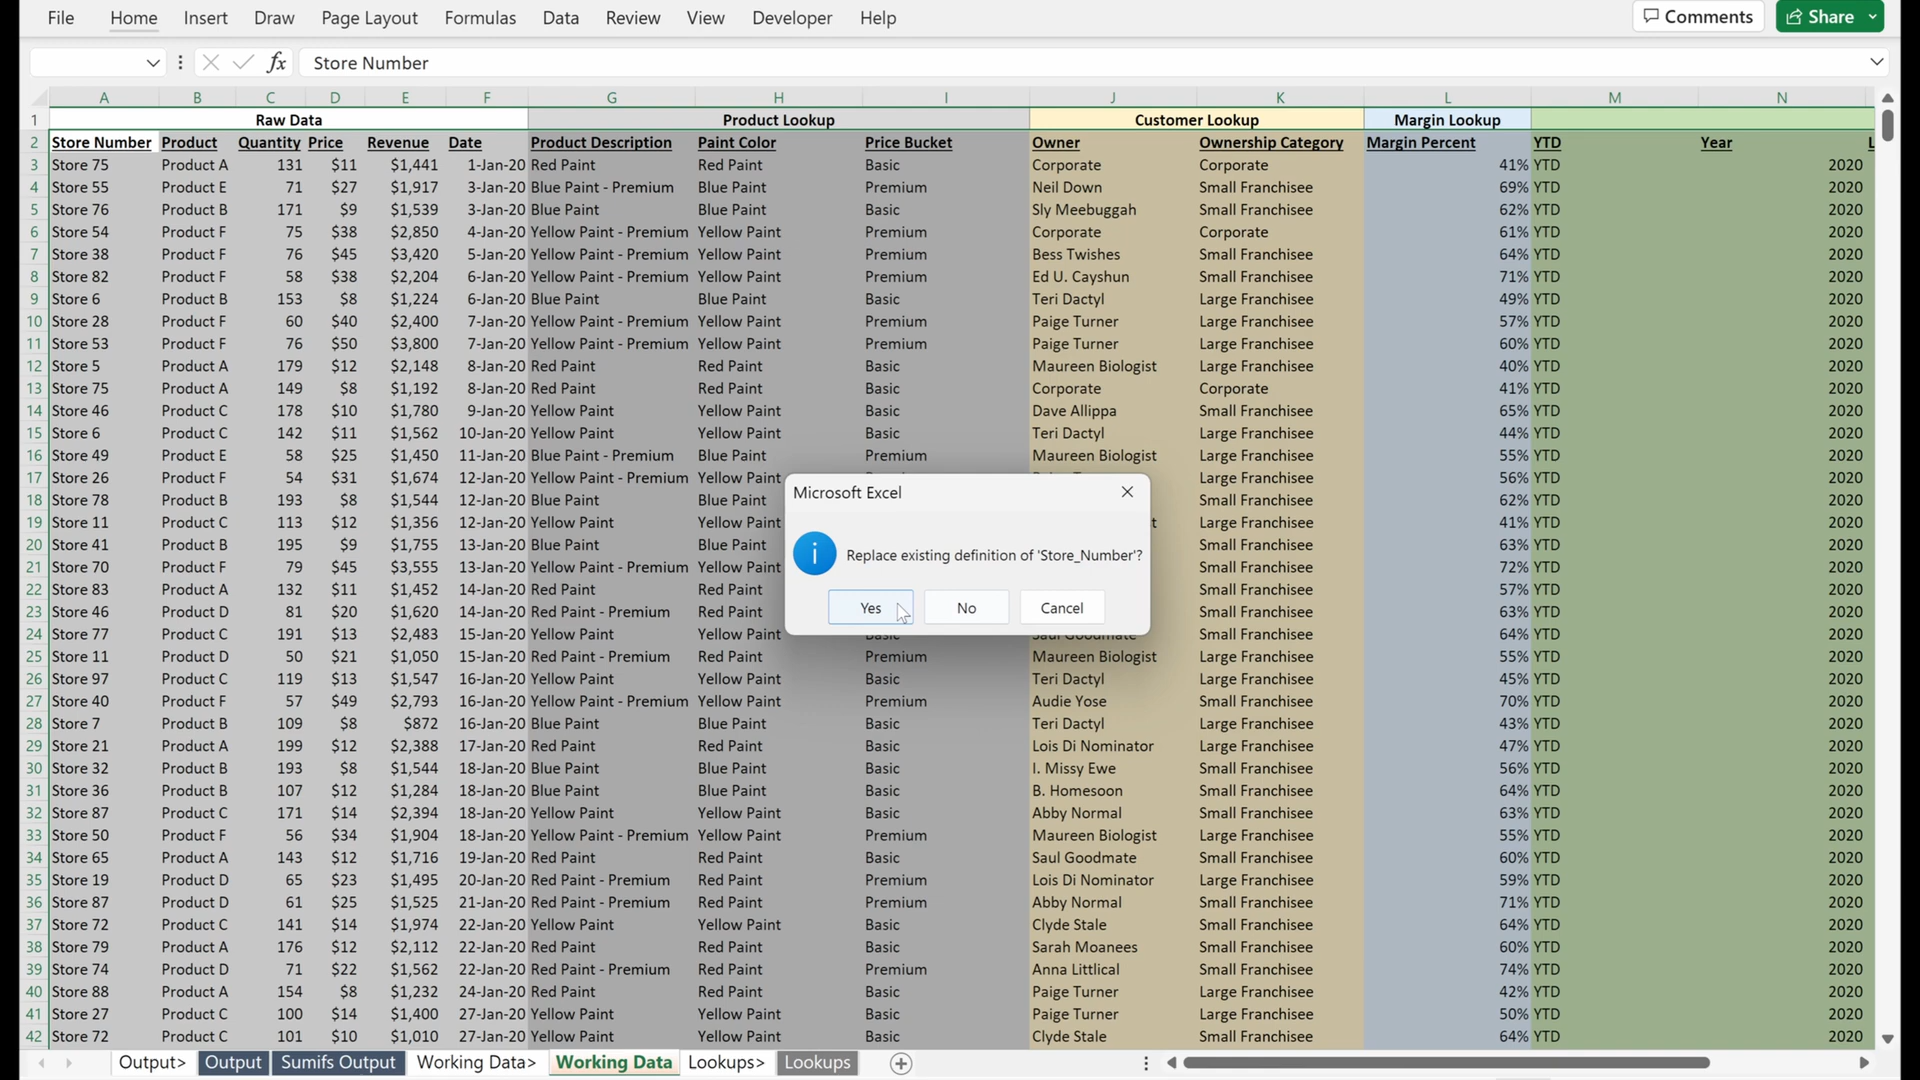 File Home Insert Draw Page Layout Formulas Data Review View Developer Help Comments Share
fx Store Number
A B C D E F G H I J K L M N
1 Raw Data Product Lookup Customer Lookup Margin Lookup
2 Store Number Product Quantity Price Revenue Date Product Description Paint Color Price Bucket Owner Ownership Category Margin Percent YTD Year
3 Store 75 Product A 131 $11 $1,441 1-Jan-20 Red Paint Red Paint Basic Corporate Corporate 41% YTD 2020
4 Store 55 Product E 71 $27 $1,917 3-Jan-20 Blue Paint - Premium Blue Paint Premium Neil Down Small Franchisee 69% YTD 2020
5 Store 76 Product B 171 $9 $1,539 3-Jan-20 Blue Paint Blue Paint Basic Sly Meebuggah Small Franchisee 62% YTD 2020
6 Store 54 Product F 75 $38 $2,850 4-Jan-20 Yellow Paint - Premium Yellow Paint Premium Corporate Corporate 61% YTD 2020
7 Store 38 Product F 76 $45 $3,420 5-Jan-20 Yellow Paint - Premium Yellow Paint Premium Bess Twishes Small Franchisee 64% YTD 2020
8 Store 82 Product F 58 $38 $2,204 6-Jan-20 Yellow Paint - Premium Yellow Paint Premium Ed U. Cayshun Small Franchisee 71% YTD 2020
9 Store 6 Product B 153 $8 $1,224 6-Jan-20 Blue Paint Blue Paint Basic Teri Dactyl Large Franchisee 49% YTD 2020
10 Store 28 Product F 60 $40 $2,400 7-Jan-20 Yellow Paint - Premium Yellow Paint Premium Paige Turner Large Franchisee 57% YTD 2020
11 Store 53 Product F 76 $50 $3,800 7-Jan-20 Yellow Paint - Premium Yellow Paint Premium Paige Turner Large Franchisee 60% YTD 2020
12 Store 5 Product A 179 $12 $2,148 8-Jan-20 Red Paint Red Paint Basic Maureen Biologist Large Franchisee 40% YTD 2020
13 Store 75 Product A 149 $8 $1,192 8-Jan-20 Red Paint Red Paint Basic Corporate Corporate 41% YTD 2020
14 Store 46 Product C 178 $10 $1,780 9-Jan-20 Yellow Paint Yellow Paint Basic Dave Allippa Small Franchisee 65% YTD 2020
15 Store 6 Product C 142 $11 $1,562 10-Jan-20 Yellow Paint Yellow Paint Basic Teri Dactyl Large Franchisee 44% YTD 2020
16 Store 49 Product E 58 $25 $1,450 11-Jan-20 Blue Paint - Premium Blue Paint Premium Maureen Biologist Large Franchisee 55% YTD 2020
17 Store 26 Product F 54 $31 $1,674 12-Jan-20 Yellow Paint - Premium Yellow Paint Large Franchisee 56% YTD 2020
18 Store 78 Product B 193 $8 $1,544 12-Jan-20 Blue Paint Blue Paint Small Franchisee 62% YTD 2020
19 Store 11 Product C 113 $12 $1,356 12-Jan-20 Yellow Paint Yellow Paint Large Franchisee 41% YTD 2020
20 Store 41 Product B 195 $9 $1,755 13-Jan-20 Blue Paint Blue Paint Small Franchisee 63% YTD 2020
21 Store 70 Product F 79 $45 $3,555 13-Jan-20 Yellow Paint - Premium Yellow Paint Small Franchisee 72% YTD 2020
22 Store 83 Product A 132 $11 $1,452 14-Jan-20 Red Paint Red Paint Small Franchisee 57% YTD 2020
23 Store 46 Product D 81 $20 $1,620 14-Jan-20 Red Paint - Premium Red Paint Small Franchisee 63% YTD 2020
24 Store 77 Product C 191 $13 $2,483 15-Jan-20 Yellow Paint Yellow Paint Basic Saul Goodmate Small Franchisee 64% YTD 2020
25 Store 11 Product D 50 $21 $1,050 15-Jan-20 Red Paint - Premium Red Paint Premium Maureen Biologist Large Franchisee 55% YTD 2020
26 Store 97 Product C 119 $13 $1,547 16-Jan-20 Yellow Paint Yellow Paint Basic Teri Dactyl Large Franchisee 45% YTD 2020
27 Store 40 Product F 57 $49 $2,793 16-Jan-20 Yellow Paint - Premium Yellow Paint Premium Audie Yose Small Franchisee 70% YTD 2020
28 Store 7 Product B 109 $8 $872 16-Jan-20 Blue Paint Blue Paint Basic Teri Dactyl Large Franchisee 43% YTD 2020
29 Store 21 Product A 199 $12 $2,388 17-Jan-20 Red Paint Red Paint Basic Lois Di Nominator Large Franchisee 47% YTD 2020
30 Store 32 Product B 193 $8 $1,544 18-Jan-20 Blue Paint Blue Paint Basic I. Missy Ewe Small Franchisee 56% YTD 2020
31 Store 36 Product B 107 $12 $1,284 18-Jan-20 Blue Paint Blue Paint Basic B. Homesoon Small Franchisee 64% YTD 2020
32 Store 87 Product C 171 $14 $2,394 18-Jan-20 Yellow Paint Yellow Paint Basic Abby Normal Small Franchisee 63% YTD 2020
33 Store 50 Product F 56 $34 $1,904 18-Jan-20 Yellow Paint - Premium Yellow Paint Premium Maureen Biologist Large Franchisee 55% YTD 2020
34 Store 65 Product A 143 $12 $1,716 19-Jan-20 Red Paint Red Paint Basic Saul Goodmate Small Franchisee 60% YTD 2020
35 Store 19 Product D 65 $23 $1,495 20-Jan-20 Red Paint - Premium Red Paint Premium Lois Di Nominator Large Franchisee 59% YTD 2020
36 Store 87 Product D 61 $25 $1,525 21-Jan-20 Red Paint - Premium Red Paint Premium Abby Normal Small Franchisee 71% YTD 2020
37 Store 72 Product C 141 $14 $1,974 22-Jan-20 Yellow Paint Yellow Paint Basic Clyde Stale Small Franchisee 64% YTD 2020
38 Store 79 Product A 176 $12 $2,112 22-Jan-20 Red Paint Red Paint Basic Sarah Moanees Small Franchisee 60% YTD 2020
39 Store 74 Product D 71 $22 $1,562 22-Jan-20 Red Paint - Premium Red Paint Premium Anna Littlical Small Franchisee 74% YTD 2020
40 Store 88 Product A 154 $8 $1,232 24-Jan-20 Red Paint Red Paint Basic Paige Turner Large Franchisee 42% YTD 2020
41 Store 27 Product C 100 $14 $1,400 27-Jan-20 Yellow Paint Yellow Paint Basic Paige Turner Large Franchisee 50% YTD 2020
42 Store 72 Product C 101 $10 $1,010 27-Jan-20 Yellow Paint Yellow Paint Basic Clyde Stale Small Franchisee 64% YTD 2020
Microsoft Excel
Replace existing definition of 'Store_Number'?
Yes No Cancel
Output> Output Sumifs Output Working Data> Working Data Lookups> Lookups